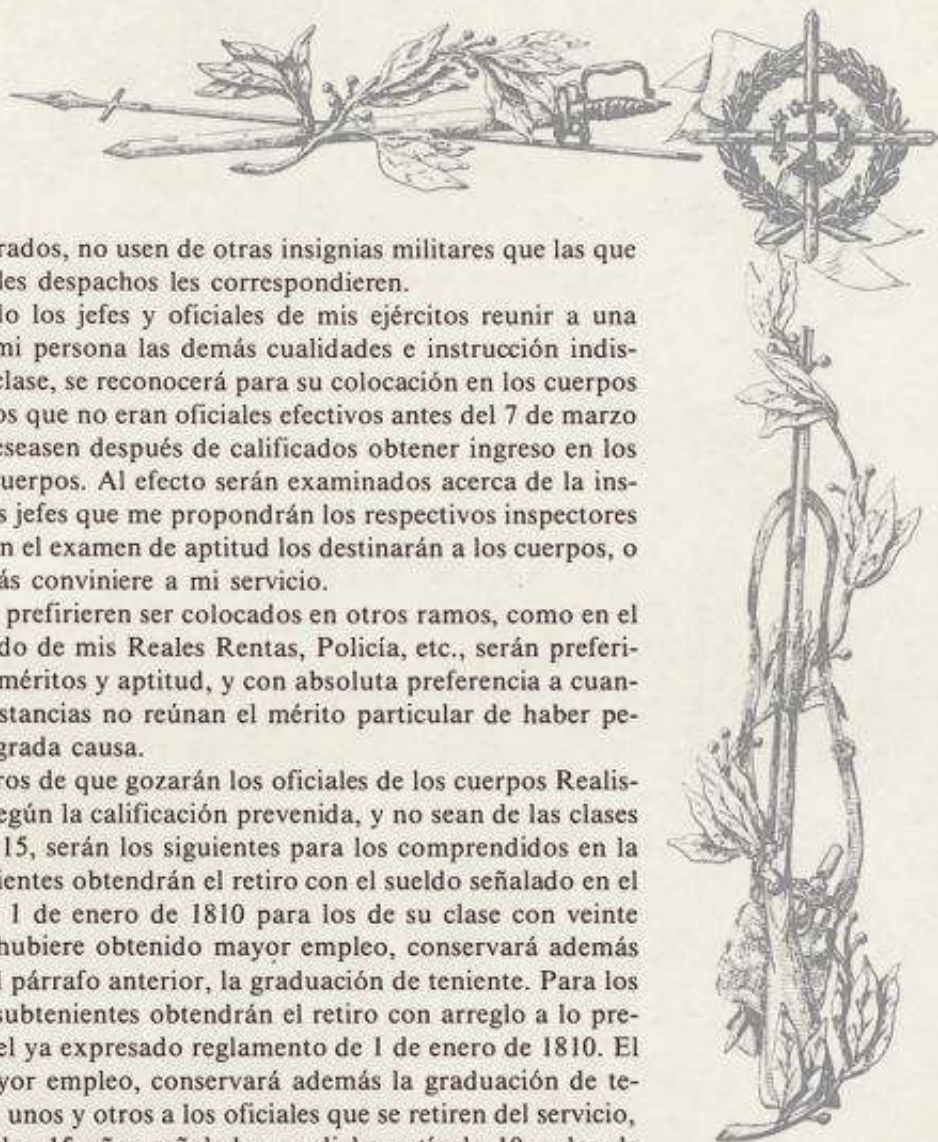 rados, no usen de otras insignias militares que las que
les despachos les correspondieren.
lo los jefes y oficiales de mis ejércitos reunir a una
mi persona las demás cualidades e instrucción indis-
clase, se reconocerá para su colocación en los cuerpos
os que no eran oficiales efectivos antes del 7 de marzo
eseasen después de calificados obtener ingreso en los
uerpos. Al efecto serán examinados acerca de la ins-
s jefes que me propondrán los respectivos inspectores
n el examen de aptitud los destinarán a los cuerpos, o
ás conviniere a mi servicio.
prefirieren ser colocados en otros ramos, como en el
do de mis Reales Rentas, Policía, etc., serán preferi-
méritos y aptitud, y con absoluta preferencia a cuan-
stancias no reúnan el mérito particular de haber pe-
grada causa.
ros de que gozarán los oficiales de los cuerpos Realis-
egún la calificación prevenida, y no sean de las clases
15, serán los siguientes para los comprendidos en la
ientes obtendrán el retiro con el sueldo señalado en el
1 de enero de 1810 para los de su clase con veinte
hubiere obtenido mayor empleo, conservará además
l párrafo anterior, la graduación de teniente. Para los
subtenientes obtendrán el retiro con arreglo a lo pre-
el ya expresado reglamento de 1 de enero de 1810. El
yor empleo, conservará además la graduación de te-
unos y otros a los oficiales que se retiren del servicio,